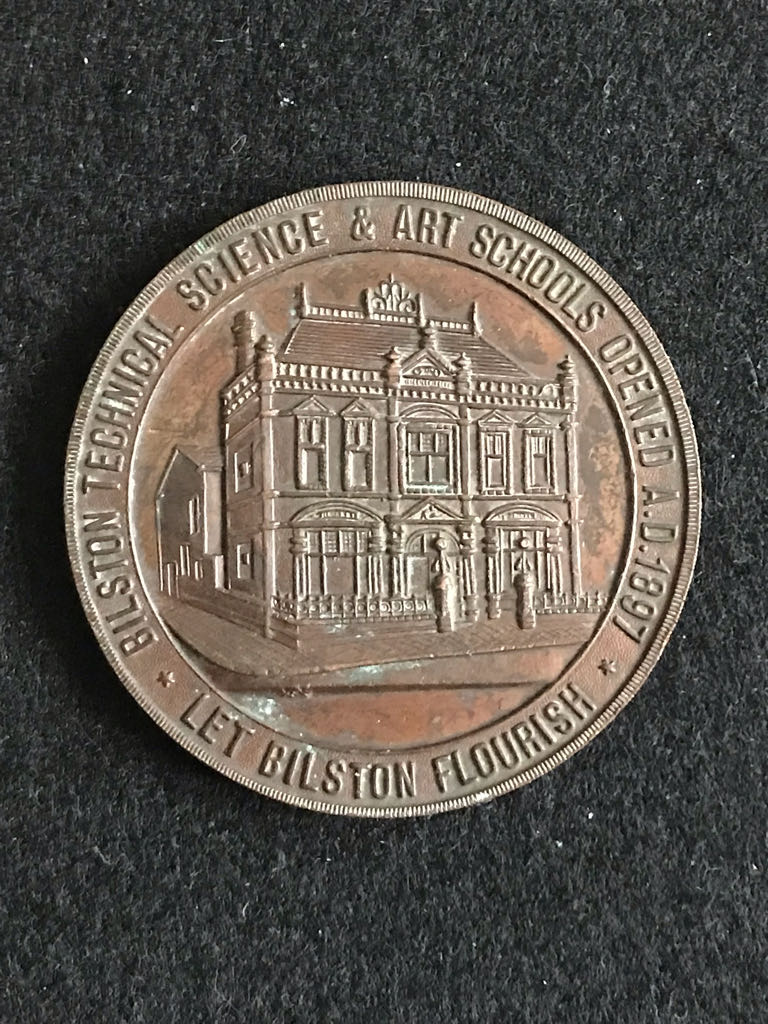 BILSTON TECHNICAL SCIENCE & ART SCHOOLS OPENED A.D.1897
LET BILSTON FLOURISH